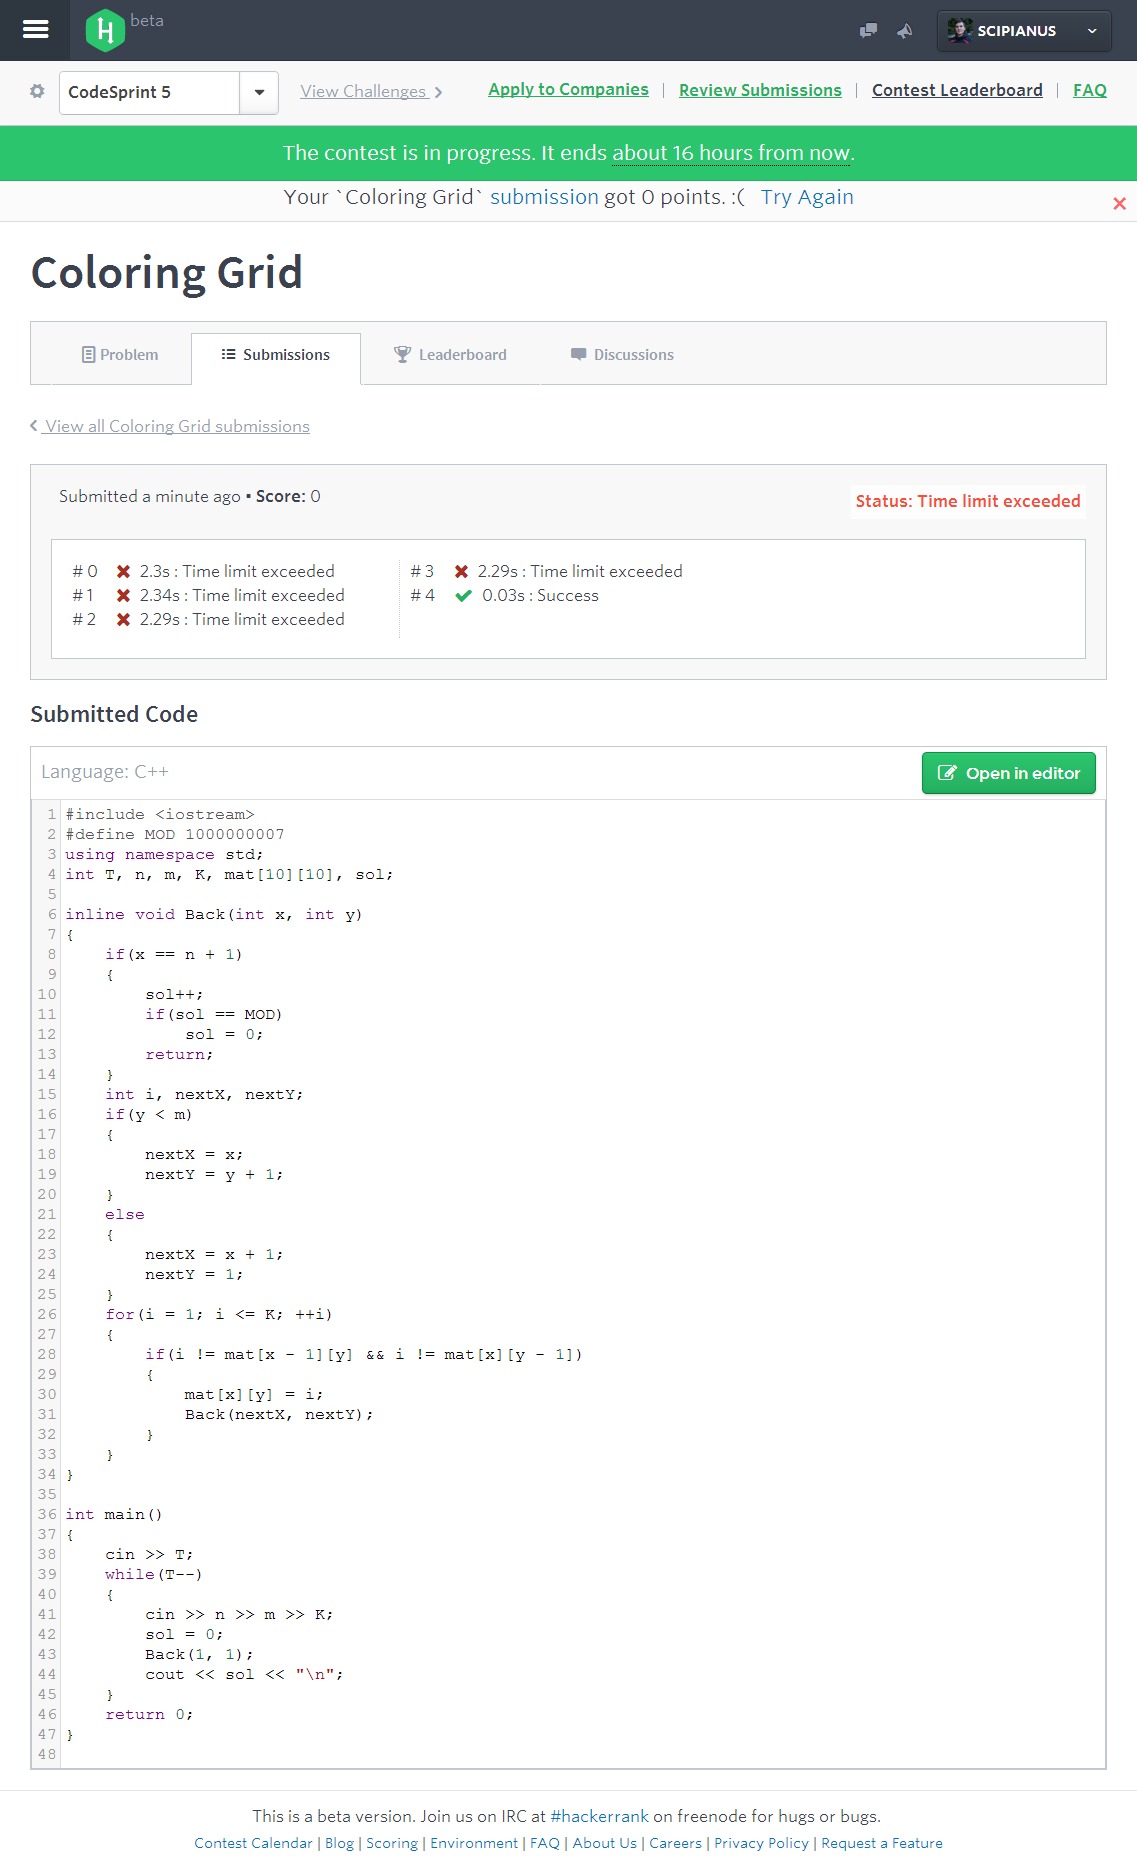 beta
SCIPIANUS
CodeSprint 5
View Challenges
Apply to Companies | Review Submissions | Contest Leaderboard | FAQ
The contest is in progress. It ends about 16 hours from now.
Your `Coloring Grid` submission got 0 points. :( Try Again
Coloring Grid
Problem
Submissions
Leaderboard
Discussions
View all Coloring Grid submissions
Submitted a minute ago • Score: 0
Status: Time limit exceeded
# 0 2.3s : Time limit exceeded
# 1 2.34s : Time limit exceeded
# 2 2.29s : Time limit exceeded
# 3 2.29s : Time limit exceeded
# 4 0.03s : Success
Submitted Code
Language: C++
Open in editor
1 #include <iostream>
2 #define MOD 1000000007
3 using namespace std;
4 int T, n, m, K, mat[10][10], sol;
5
6 inline void Back(int x, int y)
7 {
8     if(x == n + 1)
9     {
10         sol++;
11         if(sol == MOD)
12             sol = 0;
13         return;
14     }
15     int i, nextX, nextY;
16     if(y < m)
17     {
18         nextX = x;
19         nextY = y + 1;
20     }
21     else
22     {
23         nextX = x + 1;
24         nextY = 1;
25     }
26     for(i = 1; i <= K; ++i)
27     {
28         if(i != mat[x - 1][y] && i != mat[x][y - 1])
29         {
30             mat[x][y] = i;
31             Back(nextX, nextY);
32         }
33     }
34 }
35
36 int main()
37 {
38     cin >> T;
39     while(T--)
40     {
41         cin >> n >> m >> K;
42         sol = 0;
43         Back(1, 1);
44         cout << sol << "\n";
45     }
46     return 0;
47 }
48
This is a beta version. Join us on IRC at #hackerrank on freenode for hugs or bugs.
Contest Calendar | Blog | Scoring | Environment | FAQ | About Us | Careers | Privacy Policy | Request a Feature